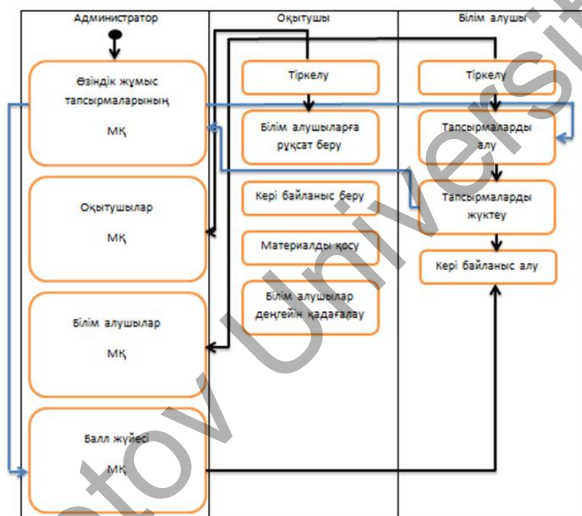 Администратор
Оқытушы
Білім алушы
Өзіндік жұмыс
тапсырмаларының
МҚ
Оқытушылар
МҚ
Білім алушылар
МҚ
Балл жүйесі
МҚ
Тіркелу
Білім алушыларға
рұқсат беру
Кері байланыс беру
Материалды қосу
Білім алушылар
деңгейін қадағалау
Тіркелу
Тапсырмаларды
алу
Тапсырмаларды
жүктеу
Кері байланыс алу
tov Universit